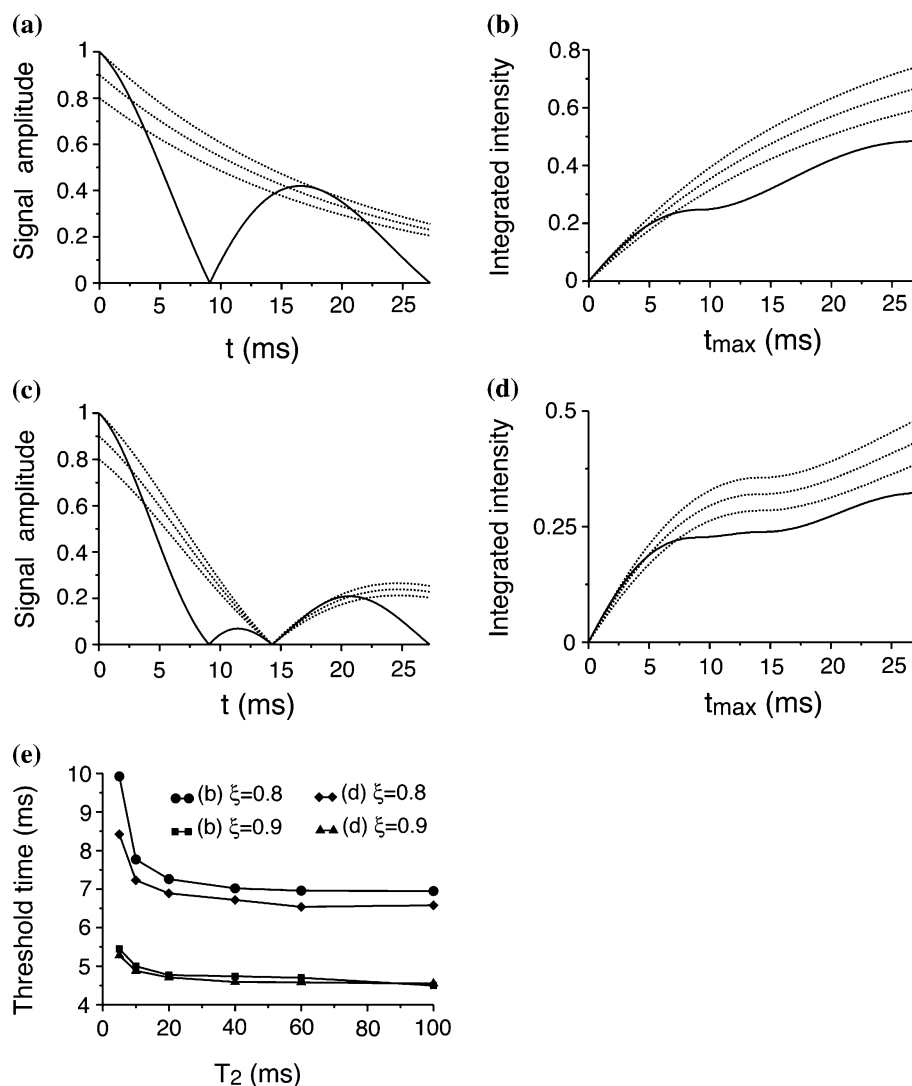 (a)
Signal amplitude
1
0.8
0.6
0.4
0.2
0
0 5 10 15 20 25
t (ms)
(b)
Integrated intensity
0.8
0.6
0.4
0.2
0
0 5 10 15 20 25
tmax (ms)
(c)
Signal amplitude
1
0.8
0.6
0.4
0.2
0
0 5 10 15 20 25
t (ms)
(d)
Integrated intensity
0.5
0.25
0
0 5 10 15 20 25
tmax (ms)
(e)
Threshold time (ms)
10
9
8
7
6
5
4
(b) ξ=0.8 (d) ξ=0.8
(b) ξ=0.9 (d) ξ=0.9
0 20 40 60 80 100
T2 (ms)